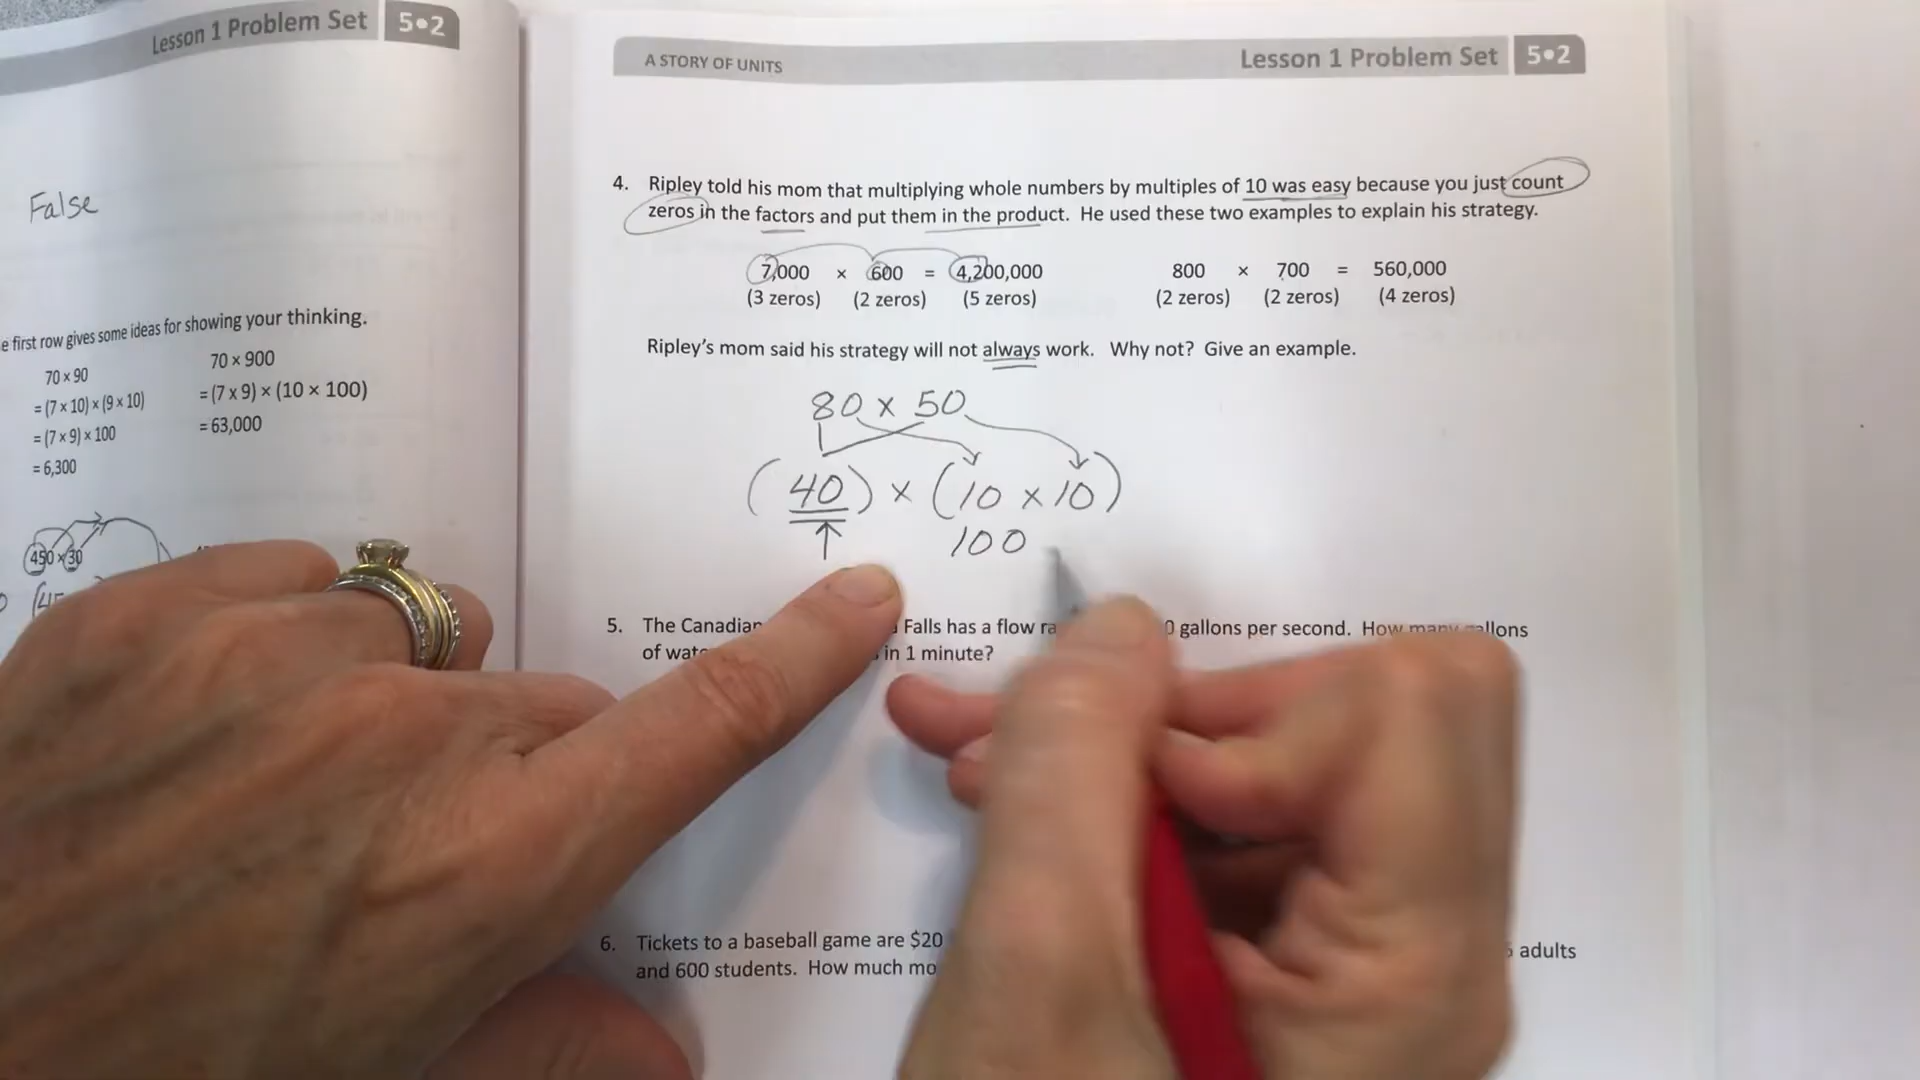 Lesson 1 Problem Set 5•2
False
e first row gives some ideas for showing your thinking.
70 × 90
= (7 × 10) × (9 × 10)
= (7 × 9) × 100
= 6,300
70 × 900
= (7 x 9) × (10 × 100)
= 63,000
450 × 30
A STORY OF UNITS
Lesson 1 Problem Set 5•2
4. Ripley told his mom that multiplying whole numbers by multiples of 10 was easy because you just count
zeros in the factors and put them in the product. He used these two examples to explain his strategy.
7,000 x 600 = 4,200,000
(3 zeros) (2 zeros) (5 zeros)
800 x 700 = 560,000
(2 zeros) (2 zeros) (4 zeros)
Ripley's mom said his strategy will not always work. Why not? Give an example.
80 x 50
(40) x (10 x 10)
100
5. The Canadian Falls has a flow 0 gallons per second. How many gallons
of in 1 minute?
6. Tickets to a baseball game are $20 adults
and 600 students. How much